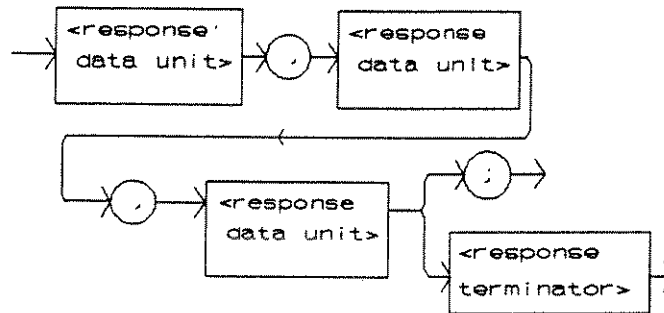 <response
data unit>
,
<response
data unit>
,
<response
data unit>
;
<response
terminator>